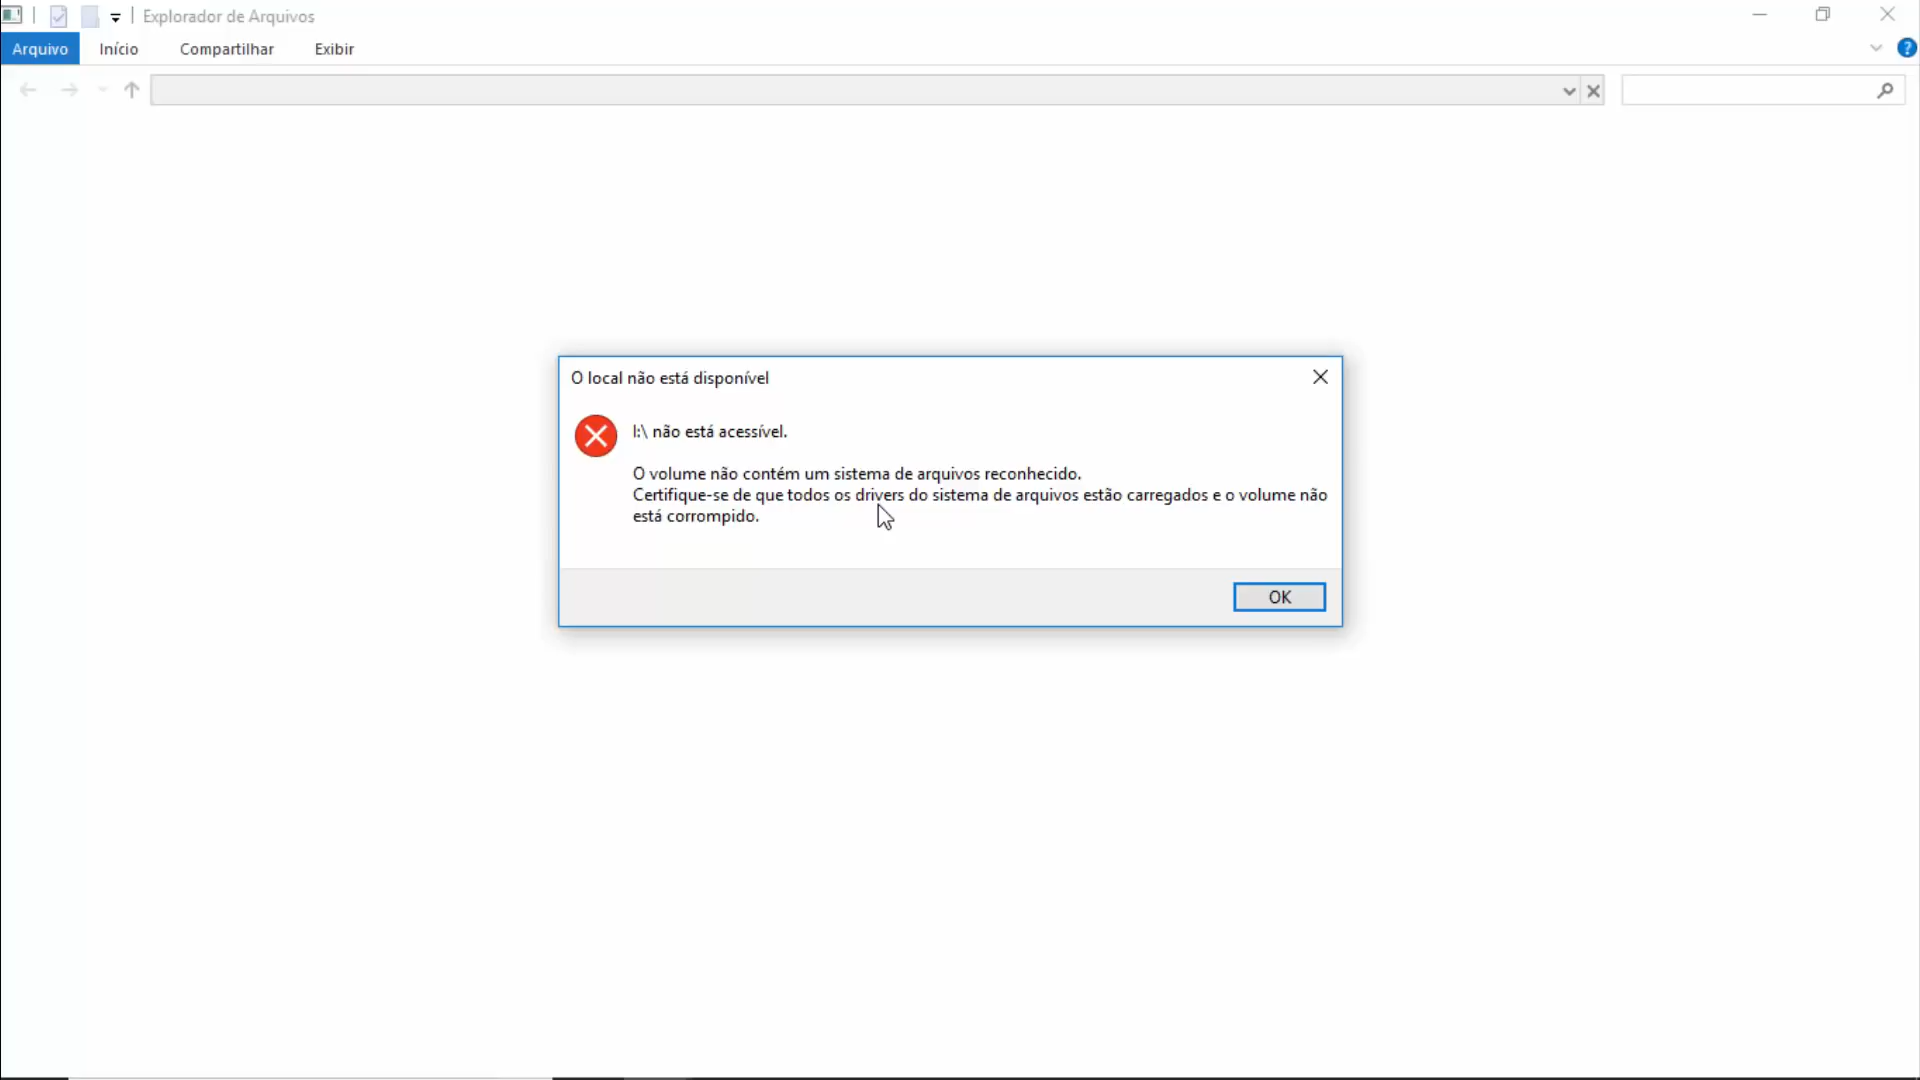 Explorador de Arquivos
Arquivo Início Compartilhar Exibir
?
O local não está disponível
I:\ não está acessível.
O volume não contém um sistema de arquivos reconhecido.
Certifique-se de que todos os drivers do sistema de arquivos estão carregados e o volume não
está corrompido.
OK